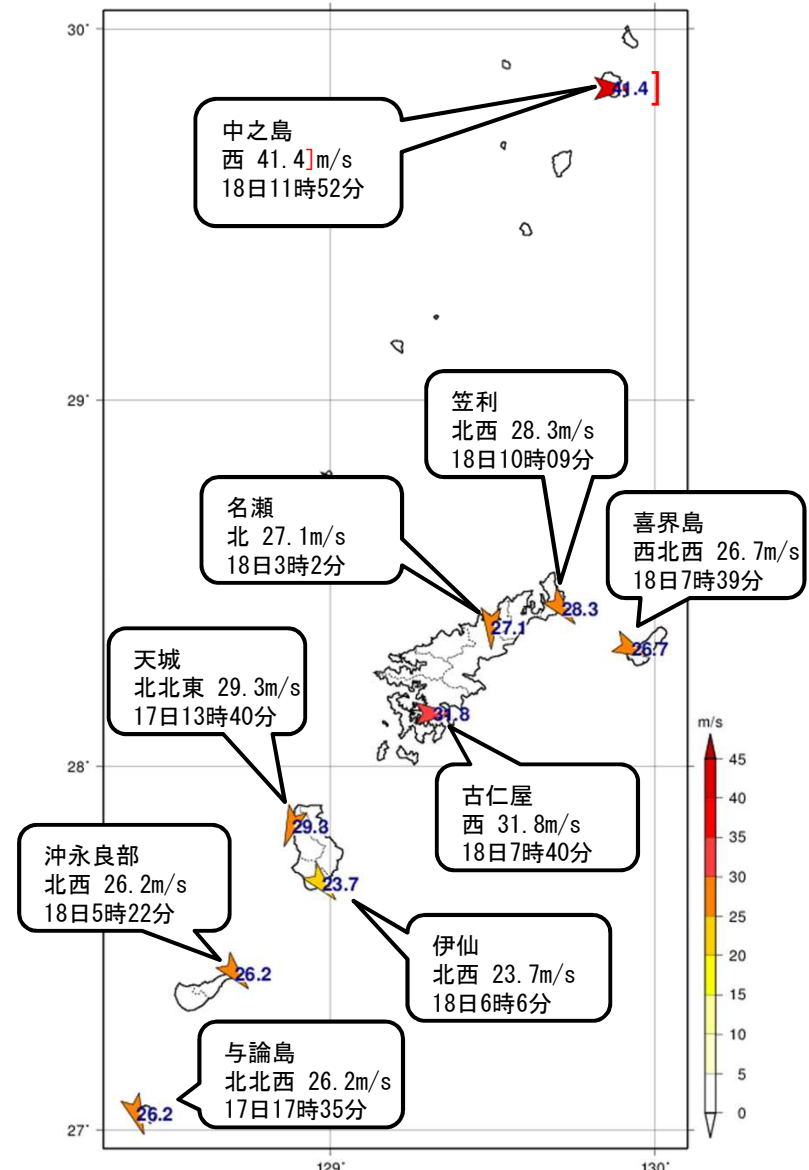 30°
41.4]
中之島
西 41.4]m/s
18日11時52分
29°
笠利
北西 28.3m/s
18日10時09分
名瀬
北 27.1m/s
18日3時2分
喜界島
西北西 26.7m/s
18日7時39分
28.3
27.1
26.7
天城
北北東 29.3m/s
17日13時40分
31.8
m/s
45
40
35
30
25
20
15
10
5
0
28°
古仁屋
西 31.8m/s
18日7時40分
29.3
沖永良部
北西 26.2m/s
18日5時22分
23.7
伊仙
北西 23.7m/s
18日6時6分
26.2
与論島
北北西 26.2m/s
17日17時35分
26.2
27°
129°
130°